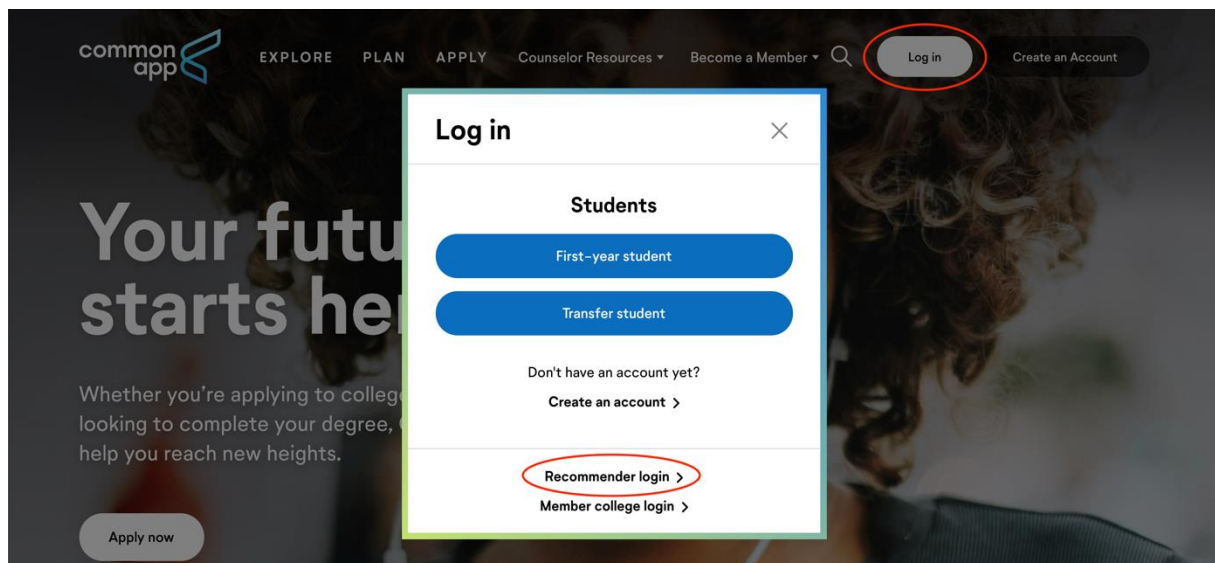 common
app
EXPLORE PLAN APPLY Counselor Resources Become a Member Log in Create an Account
Log in
Students
First-year student
Transfer student
Don't have an account yet?
Create an account >
Recommender login >
Member college login >
Your futu
starts he
Whether you're applying to colleg
looking to complete your degree,
help you reach new heights.
Apply now